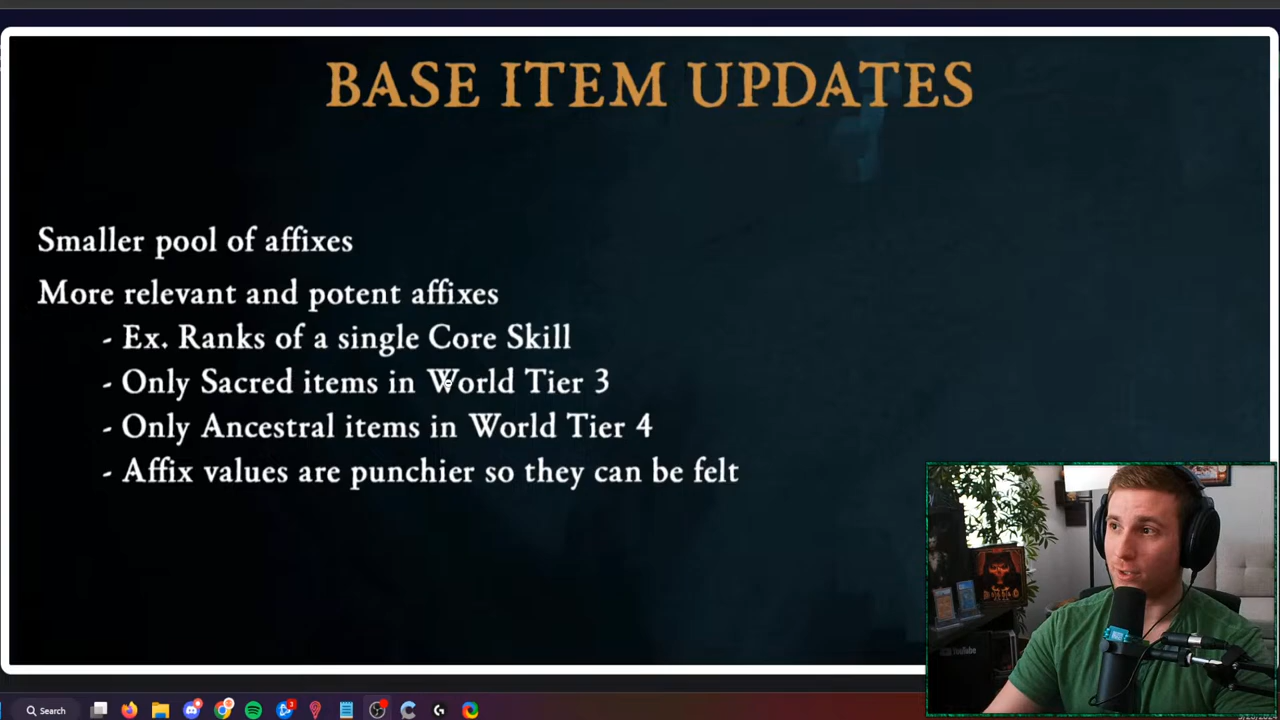 BASE ITEM UPDATES
Smaller pool of affixes
More relevant and potent affixes
- Ex. Ranks of a single Core Skill
- Only Sacred items in World Tier 3
- Only Ancestral items in World Tier 4
- Affix values are punchier so they can be felt
YouTube
Search